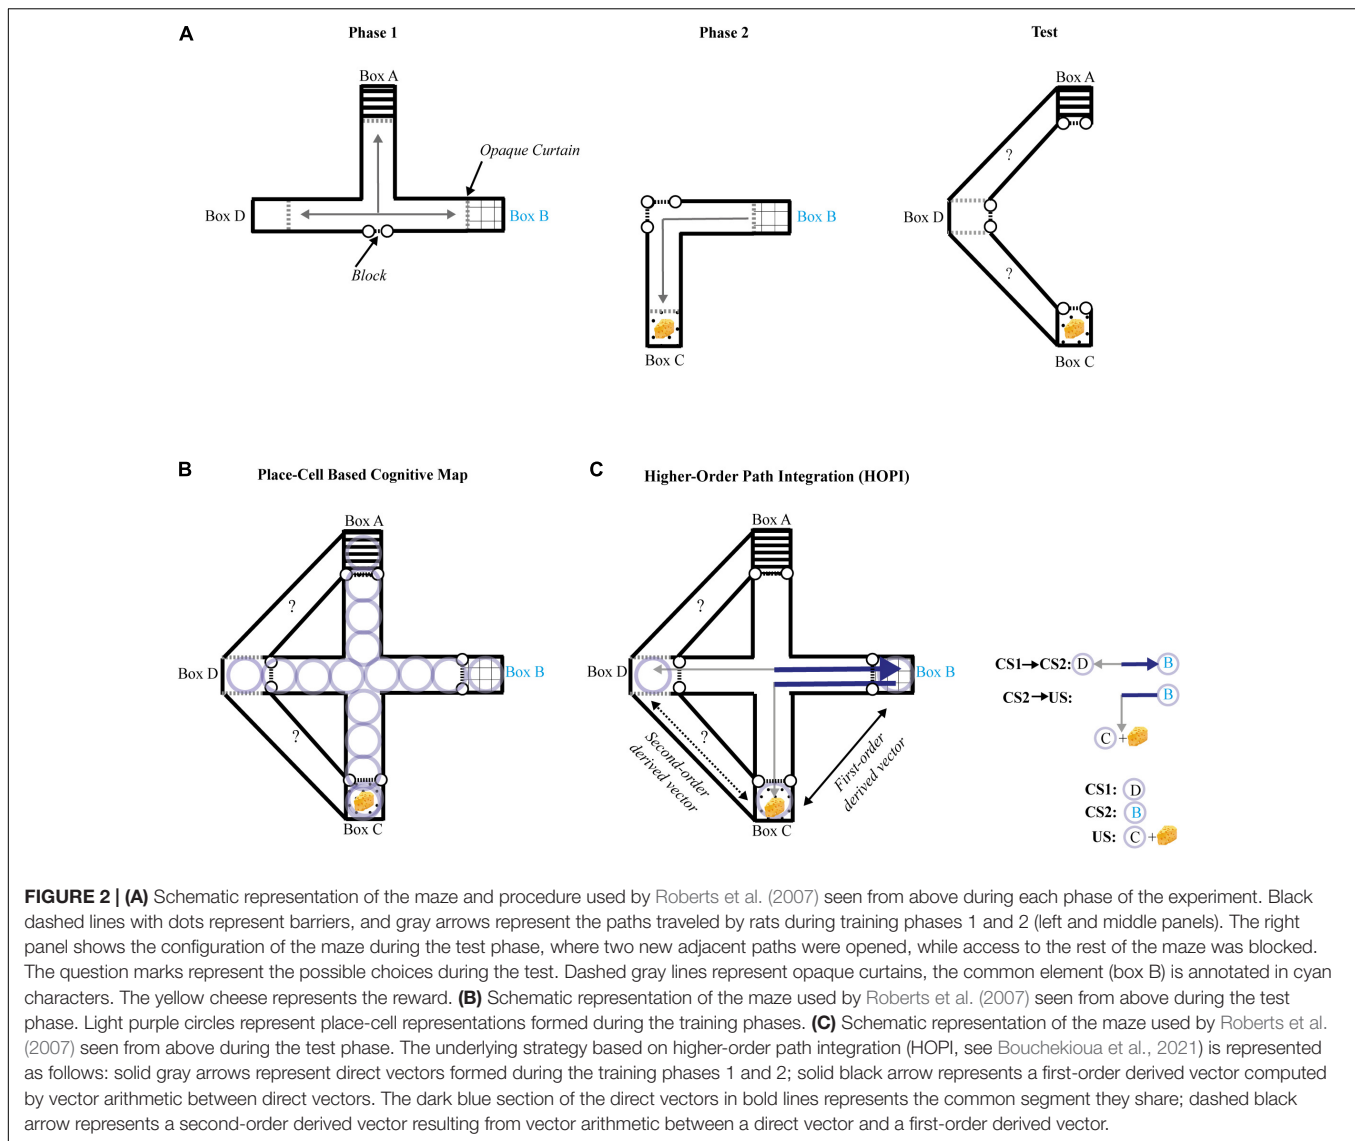 A
Phase 1
Phase 2
Test
Box A
Opaque Curtain
Box D
Box B
Block
Box B
Box C
Box A
?
Box D
?
Box C
B
Place-Cell Based Cognitive Map
Box A
?
Box D
Box B
?
Box C
C
Higher-Order Path Integration (HOPI)
Box A
?
Box D
Box B
?
Second-order
derived vector
First-order
derived vector
Box C
CS1→CS2: D B
CS2→US: B
C +
CS1: D
CS2: B
US: C +
FIGURE 2 | (A) Schematic representation of the maze and procedure used by Roberts et al. (2007) seen from above during each phase of the experiment. Black
dashed lines with dots represent barriers, and gray arrows represent the paths traveled by rats during training phases 1 and 2 (left and middle panels). The right
panel shows the configuration of the maze during the test phase, where two new adjacent paths were opened, while access to the rest of the maze was blocked.
The question marks represent the possible choices during the test. Dashed gray lines represent opaque curtains, the common element (box B) is annotated in cyan
characters. The yellow cheese represents the reward. (B) Schematic representation of the maze used by Roberts et al. (2007) seen from above during the test
phase. Light purple circles represent place-cell representations formed during the training phases. (C) Schematic representation of the maze used by Roberts et al.
(2007) seen from above during the test phase. The underlying strategy based on higher-order path integration (HOPI, see Bouchekioua et al., 2021) is represented
as follows: solid gray arrows represent direct vectors formed during the training phases 1 and 2; solid black arrow represents a first-order derived vector computed
by vector arithmetic between direct vectors. The dark blue section of the direct vectors in bold lines represents the common segment they share; dashed black
arrow represents a second-order derived vector resulting from vector arithmetic between a direct vector and a first-order derived vector.